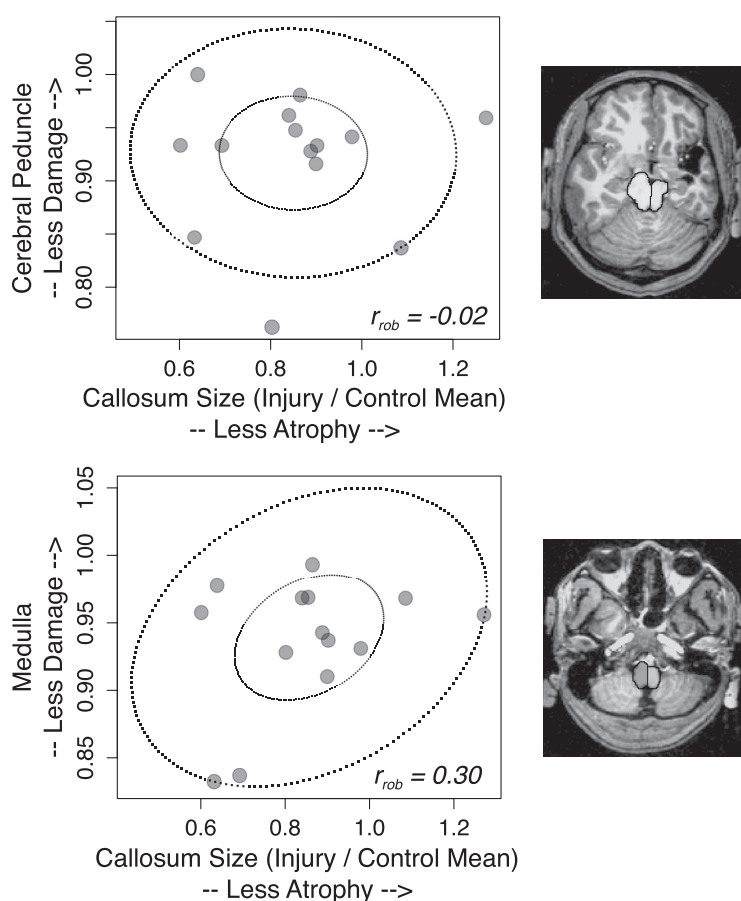 Cerebral Peduncle
-- Less Damage -->
1.00
0.90
0.80
r_rob = -0.02
0.6 0.8 1.0 1.2
Callosum Size (Injury / Control Mean)
-- Less Atrophy -->
Medulla
-- Less Damage -->
1.05
1.00
0.95
0.90
0.85
r_rob = 0.30
0.6 0.8 1.0 1.2
Callosum Size (Injury / Control Mean)
-- Less Atrophy -->